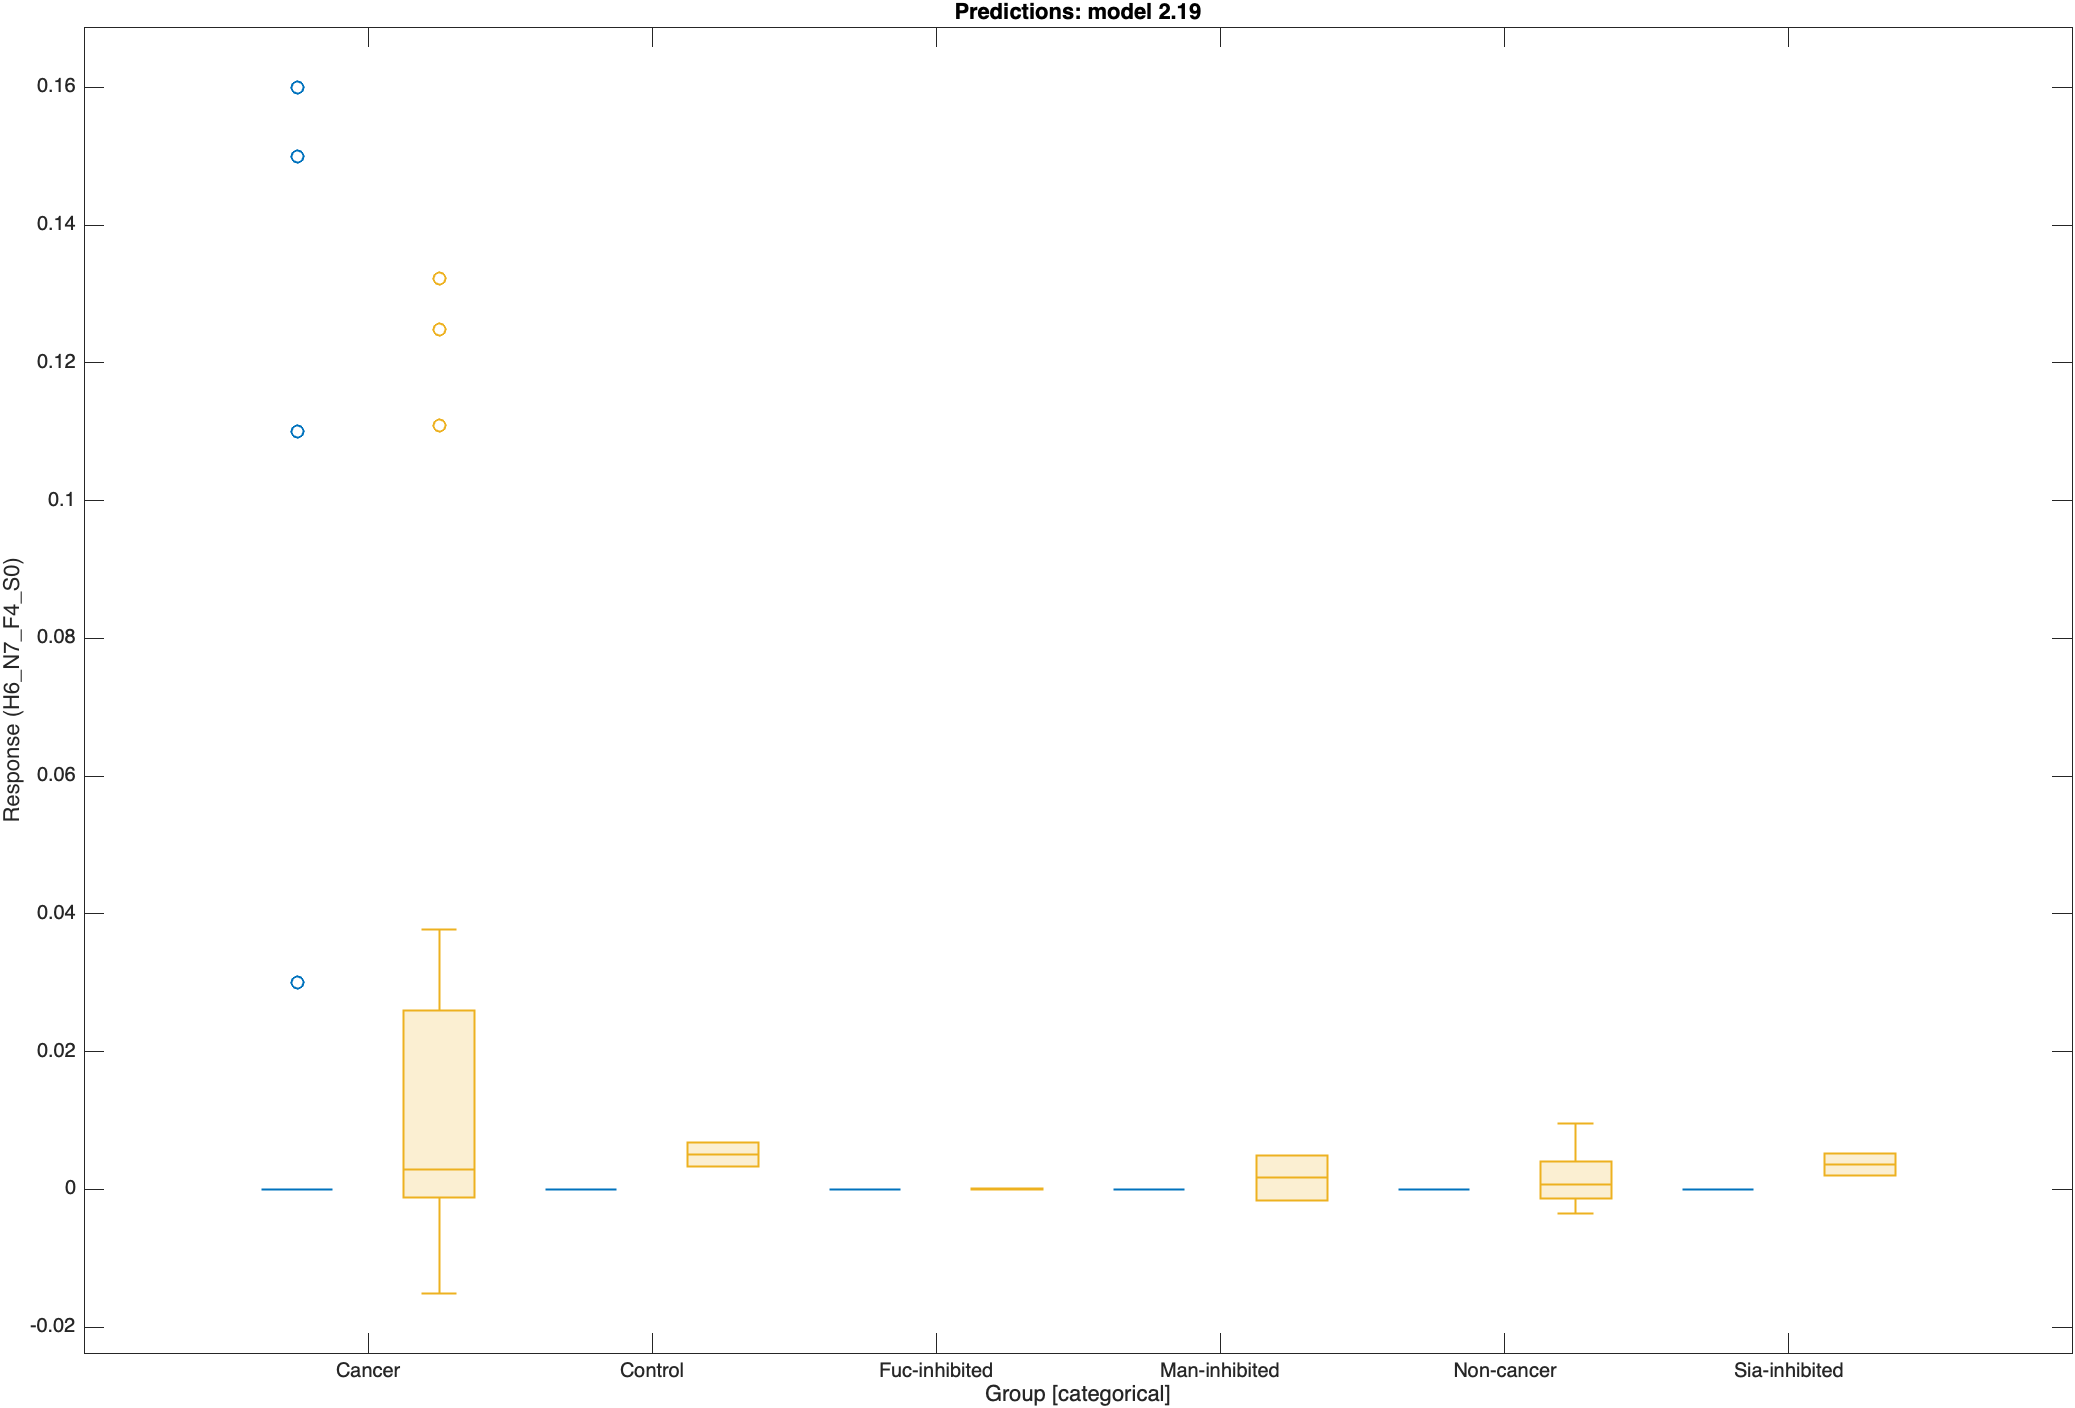 Predictions: model 2.19
0.16
0.14
0.12
0.1
0.08
0.06
0.04
0.02
0
-0.02
Response (H6_N7_F4_S0)
Cancer Control Fuc-inhibited Man-inhibited Non-cancer Sia-inhibited
Group [categorical]